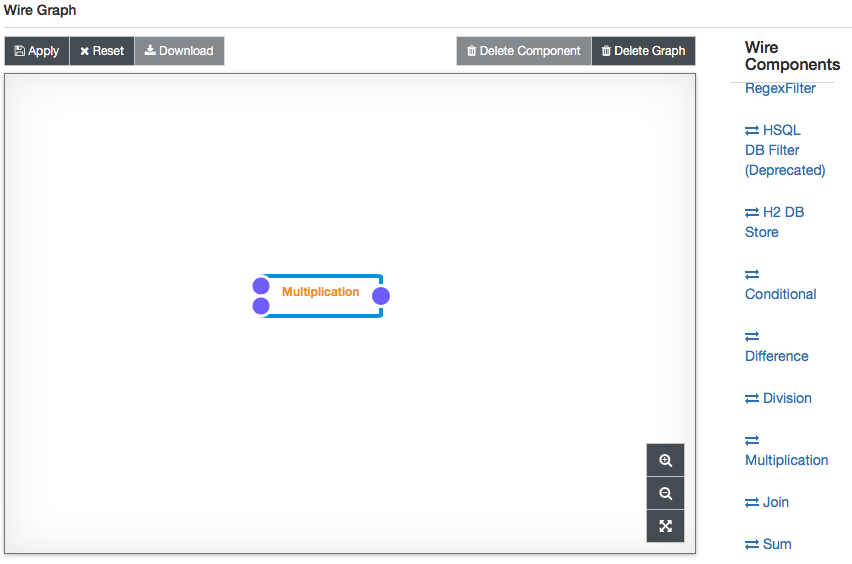 Wire Graph
Apply
Reset
Download
Delete Component
Delete Graph
Multiplication
Wire
Components
RegexFilter
HSQL
DB Filter
(Deprecated)
H2 DB
Store
Conditional
Difference
Division
Multiplication
Join
Sum